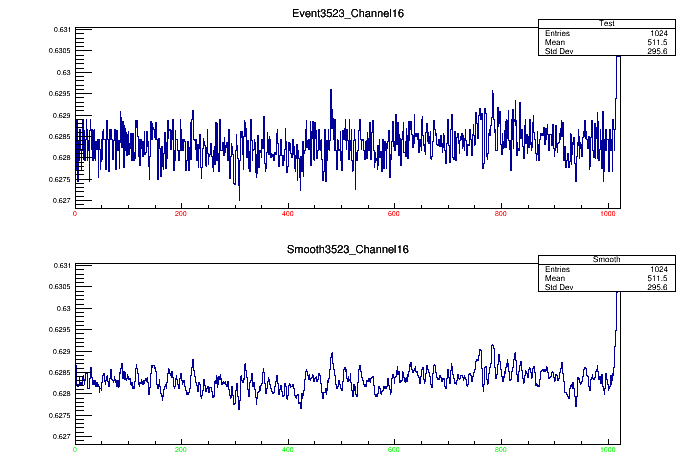 Event3523_Channel16
Test
Entries 1024
Mean 511.5
Std Dev 295.6
0.631
0.6305
0.63
0.6295
0.629
0.6285
0.628
0.6275
0.627
0 200 400 600 800 1000
Smooth3523_Channel16
Smooth
Entries 1024
Mean 511.5
Std Dev 295.6
0.631
0.6305
0.63
0.6295
0.629
0.6285
0.628
0.6275
0.627
0 200 400 600 800 1000